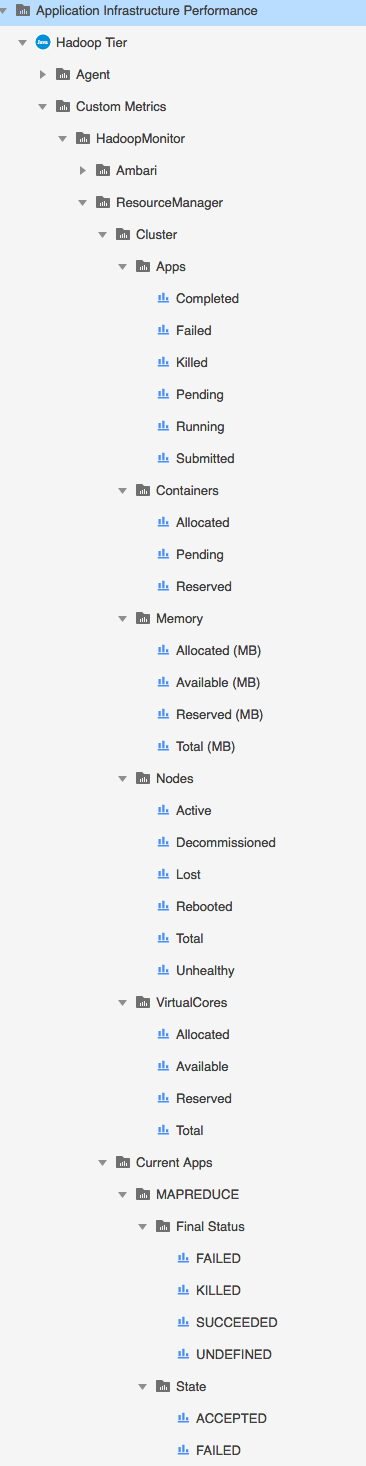 Application Infrastructure Performance
Java Hadoop Tier
Agent
Custom Metrics
HadoopMonitor
Ambari
ResourceManager
Cluster
Apps
Completed
Failed
Killed
Pending
Running
Submitted
Containers
Allocated
Pending
Reserved
Memory
Allocated (MB)
Available (MB)
Reserved (MB)
Total (MB)
Nodes
Active
Decommissioned
Lost
Rebooted
Total
Unhealthy
VirtualCores
Allocated
Available
Reserved
Total
Current Apps
MAPREDUCE
Final Status
FAILED
KILLED
SUCCEEDED
UNDEFINED
State
ACCEPTED
FAILED